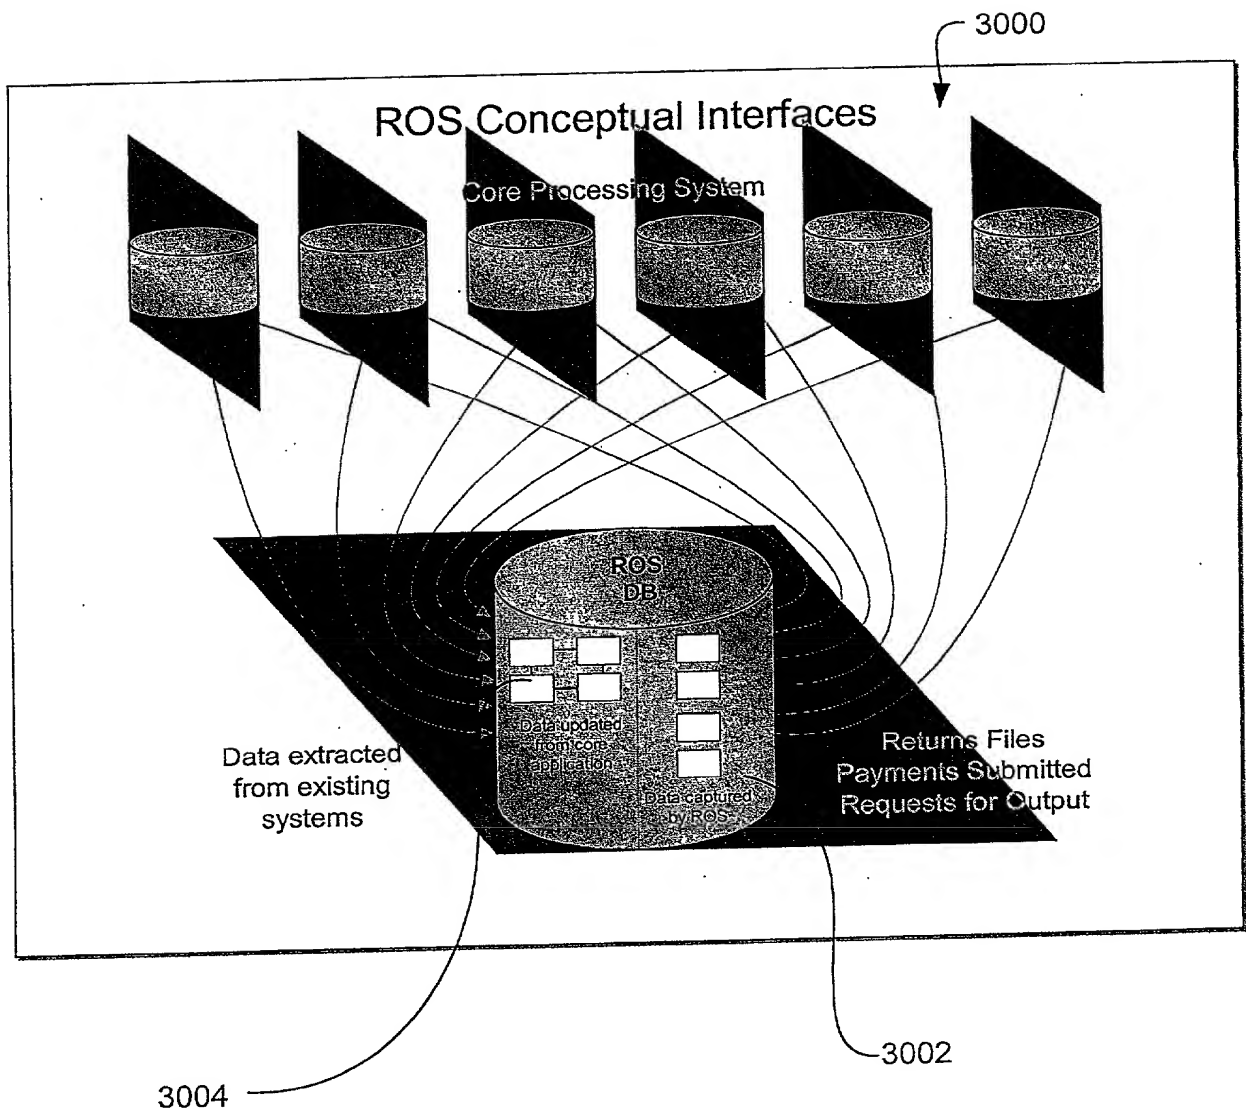 3000
ROS Conceptual Interfaces
Core Processing System
ROS
DB
Data updated
from core
application
Data captured
by ROS
Data extracted
from existing
systems
Returns Files
Payments Submitted
Requests for Output
3002
3004